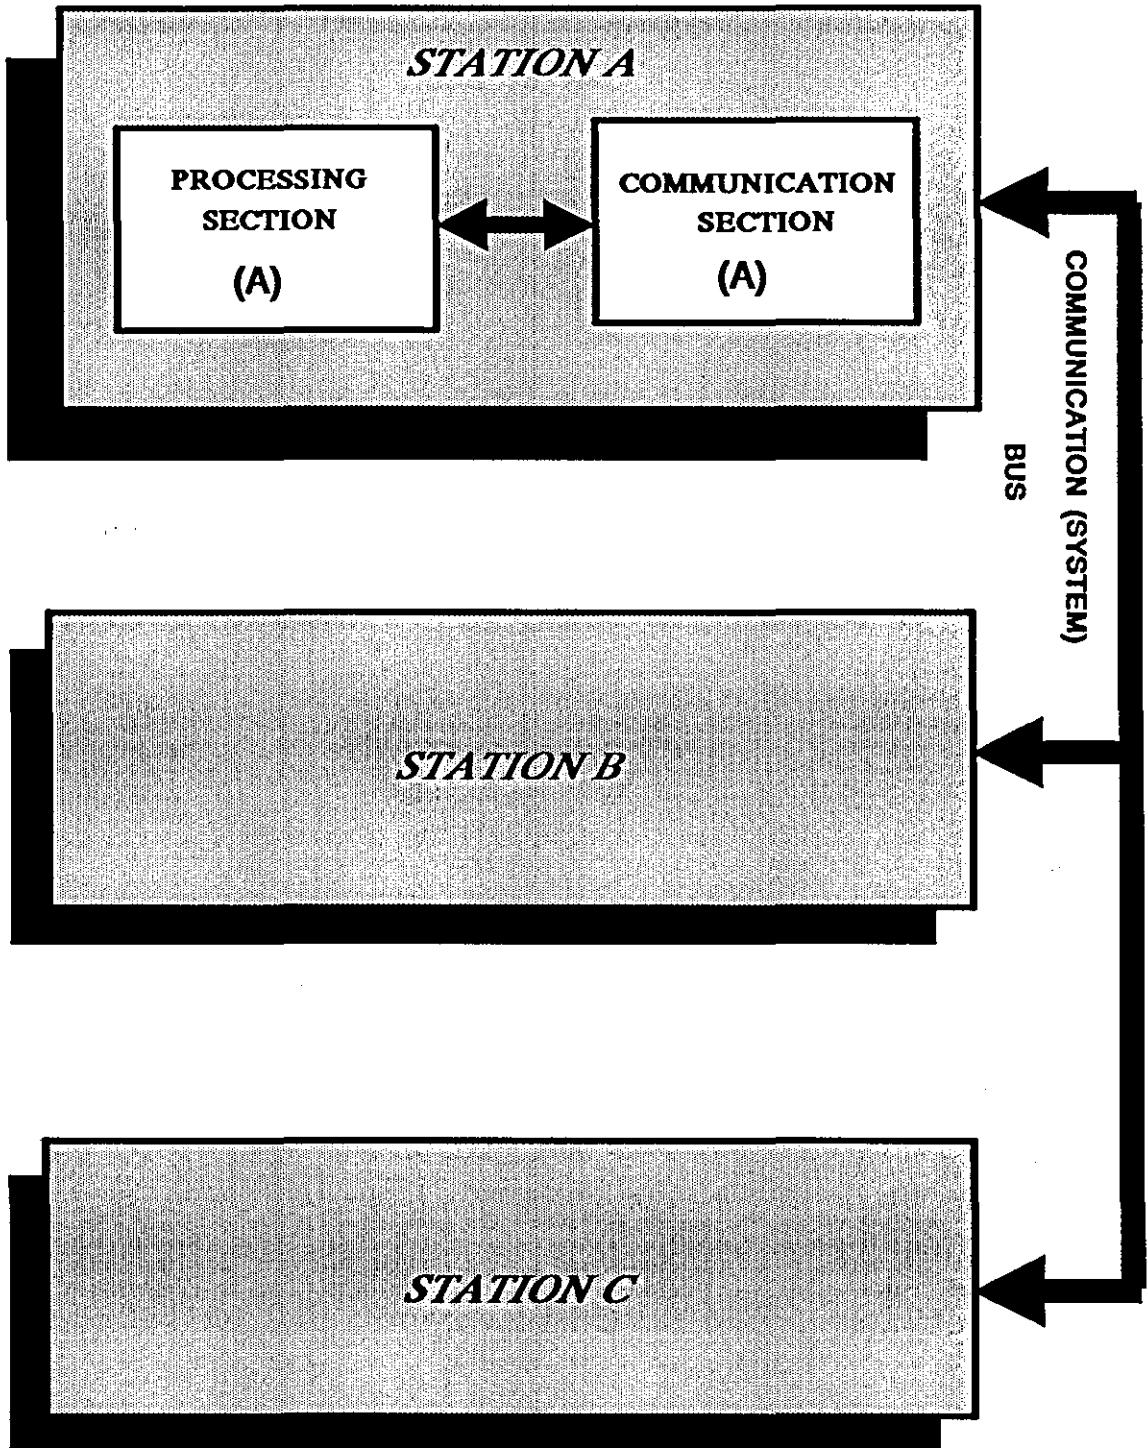 STATION A
PROCESSING
SECTION
(A)
COMMUNICATION
SECTION
(A)
COMMUNICATION (SYSTEM)
BUS
STATION B
STATION C